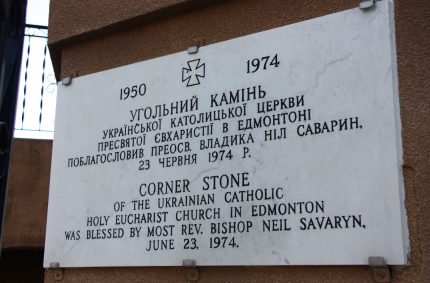 1950 1974
УГОЛЬНИЙ КАМІНЬ
УКРАЇНСЬКОЇ КАТОЛИЦЬКОЇ ЦЕРКВИ
ПРЕСВЯТОЇ ЄВХАРИСТІЇ В ЕДМОНТОНІ
ПОБЛАГОСЛОВИВ ПРЕОСВ. ВЛАДИКА НІЛ САВАРИН,
23 ЧЕРВНЯ 1974 Р.
CORNER STONE
OF THE UKRAINIAN CATHOLIC
HOLY EUCHARIST CHURCH IN EDMONTON
WAS BLESSED BY MOST REV. BISHOP NEIL SAVARYN,
JUNE 23, 1974.